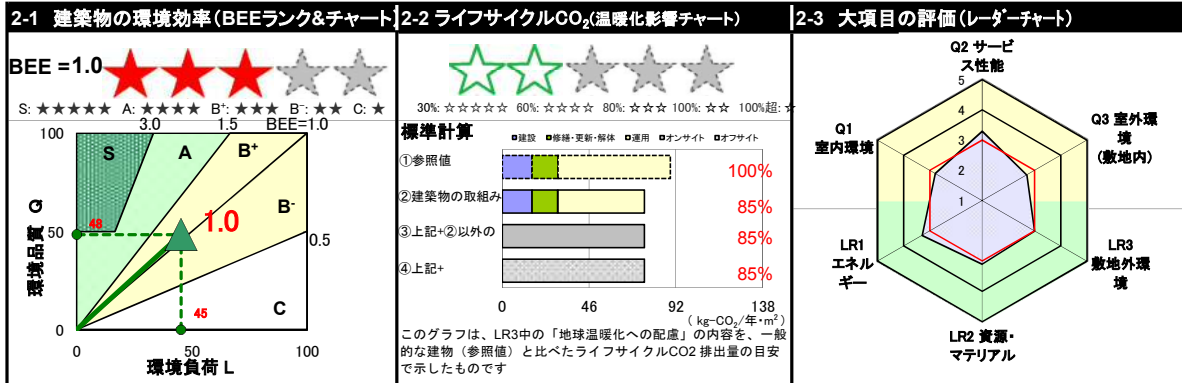 2-1 建築物の環境効率(BEEランク&チャート)
BEE =1.0
S: ★★★★★ A: ★★★★ B⁺: ★★★ B⁻: ★★ C: ★
3.0 1.5 BEE=1.0
100
S
A
B⁺
B⁻
1.0
48
50
0.5
環境品質 Q
45
C
0
0 50 100
環境負荷 L
2-2 ライフサイクルCO₂(温暖化影響チャート)
30%: ☆☆☆☆☆ 60%: ☆☆☆☆ 80%: ☆☆☆ 100%: ☆☆ 100%超: ☆
標準計算
建設 修繕・更新・解体 運用 オンサイト オフサイト
①参照値 100%
②建築物の取組み 85%
③上記+②以外の 85%
④上記+ 85%
0 46 92 138
( kg-CO₂/年・m²)
このグラフは、LR3中の「地球温暖化への配慮」の内容を、一般
的な建物(参照値)と比べたライフサイクルCO2 排出量の目安
で示したものです
2-3 大項目の評価(レーダーチャート)
Q2 サービ
ス性能
5
4
3
2
1
Q1
室内環境
Q3 室外環
境
(敷地内)
LR1
エネル
ギー
LR3
敷地外環
境
LR2 資源・
マテリアル